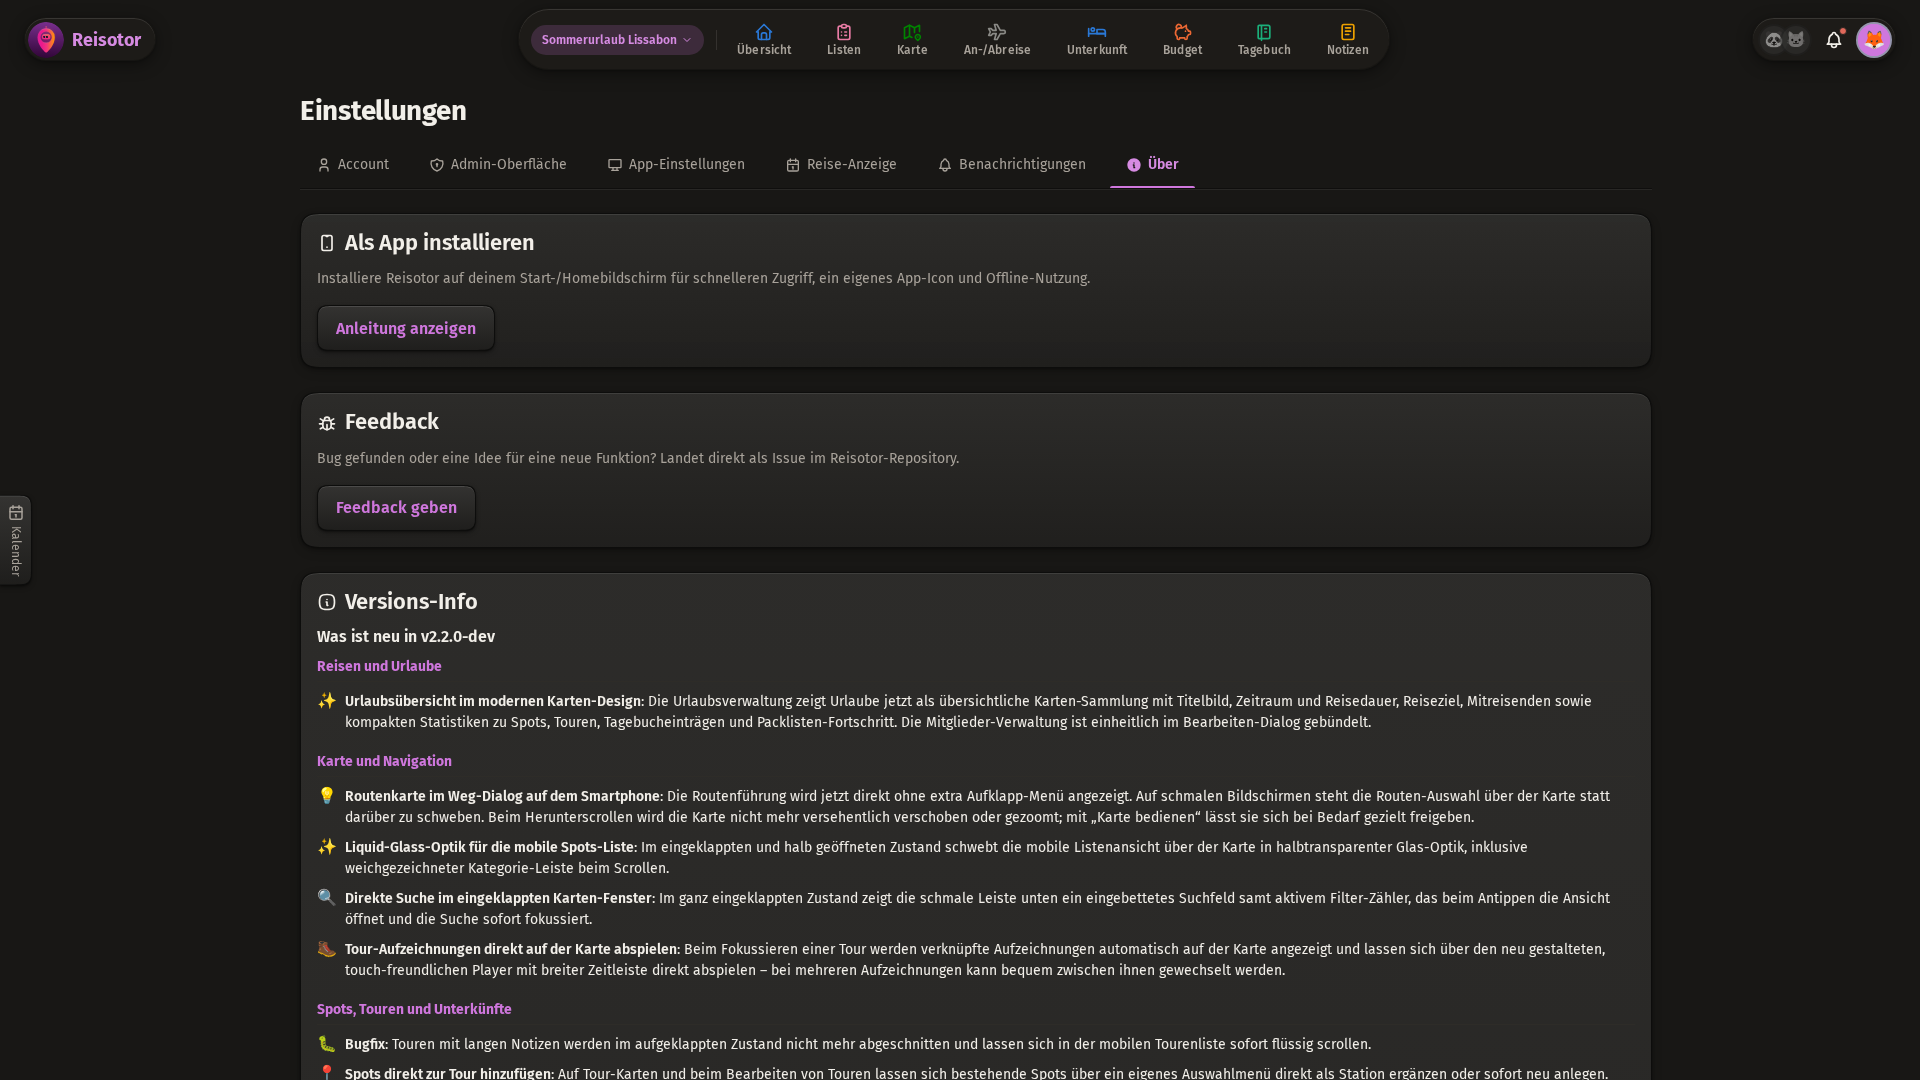 Reisotor
Sommerurlaub Lissabon
Übersicht
Listen
Karte
An-/Abreise
Unterkunft
Budget
Tagebuch
Notizen
Einstellungen
Account
Admin-Oberfläche
App-Einstellungen
Reise-Anzeige
Benachrichtigungen
Über
Als App installieren
Installiere Reisotor auf deinem Start-/Homebildschirm für schnelleren Zugriff, ein eigenes App-Icon und Offline-Nutzung.
Anleitung anzeigen
Feedback
Bug gefunden oder eine Idee für eine neue Funktion? Landet direkt als Issue im Reisotor-Repository.
Feedback geben
Kalender
Versions-Info
Was ist neu in v2.2.0-dev
Reisen und Urlaube
Urlaubsübersicht im modernen Karten-Design: Die Urlaubsverwaltung zeigt Urlaube jetzt als übersichtliche Karten-Sammlung mit Titelbild, Zeitraum und Reisedauer, Reiseziel, Mitreisenden sowie
kompakten Statistiken zu Spots, Touren, Tagebucheinträgen und Packlisten-Fortschritt. Die Mitglieder-Verwaltung ist einheitlich im Bearbeiten-Dialog gebündelt.
Karte und Navigation
Routenkarte im Weg-Dialog auf dem Smartphone: Die Routenführung wird jetzt direkt ohne extra Aufklapp-Menü angezeigt. Auf schmalen Bildschirmen steht die Routen-Auswahl über der Karte statt
darüber zu schweben. Beim Herunterscrollen wird die Karte nicht mehr versehentlich verschoben oder gezoomt; mit „Karte bedienen“ lässt sie sich bei Bedarf gezielt freigeben.
Liquid-Glass-Optik für die mobile Spots-Liste: Im eingeklappten und halb geöffneten Zustand schwebt die mobile Listenansicht über der Karte in halbtransparenter Glas-Optik, inklusive
weichgezeichneter Kategorie-Leiste beim Scrollen.
Direkte Suche im eingeklappten Karten-Fenster: Im ganz eingeklappten Zustand zeigt die schmale Leiste unten ein eingebettetes Suchfeld samt aktivem Filter-Zähler, das beim Antippen die Ansicht
öffnet und die Suche sofort fokussiert.
Tour-Aufzeichnungen direkt auf der Karte abspielen: Beim Fokussieren einer Tour werden verknüpfte Aufzeichnungen automatisch auf der Karte angezeigt und lassen sich über den neu gestalteten,
touch-freundlichen Player mit breiter Zeitleiste direkt abspielen – bei mehreren Aufzeichnungen kann bequem zwischen ihnen gewechselt werden.
Spots, Touren und Unterkünfte
Bugfix: Touren mit langen Notizen werden im aufgeklappten Zustand nicht mehr abgeschnitten und lassen sich in der mobilen Tourenliste sofort flüssig scrollen.
Spots direkt zur Tour hinzufügen: Auf Tour-Karten und beim Bearbeiten von Touren lassen sich bestehende Spots über ein eigenes Auswahlmenü direkt als Station ergänzen oder sofort neu anlegen.